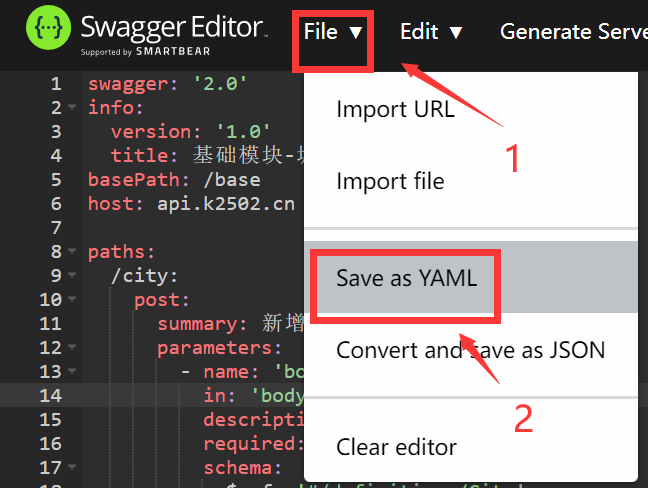 Swagger Editor
Supported by SMARTBEAR
File ▼
Edit ▼
Generate Serve
1 swagger: '2.0'
2 info:
3 version: '1.0'
4 title: 基础模块-
5 basePath: /base
6 host: api.k2502.cn
7
8 paths:
9 /city:
10 post:
11 summary: 新增
12 parameters:
13 - name: 'bo
14 in: 'body
15 descripti
16 required:
17 schema:
Import URL
Import file
Save as YAML
Convert and save as JSON
Clear editor
1
2